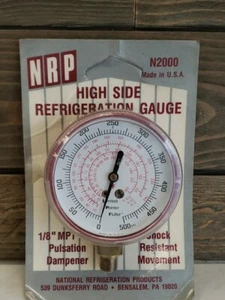 NRP
N2000
Made in U.S.A.
HIGH SIDE
REFRIGERATION GAUGE
250
200
300
150
350
100
400
50
450
0
500
1/8" MPT
Shock
Pulsation
Resistant
Dampener
Movement
NATIONAL REFRIGERATION PRODUCTS
539 DUNKSFERRY ROAD • BENSALEM, PA 19020